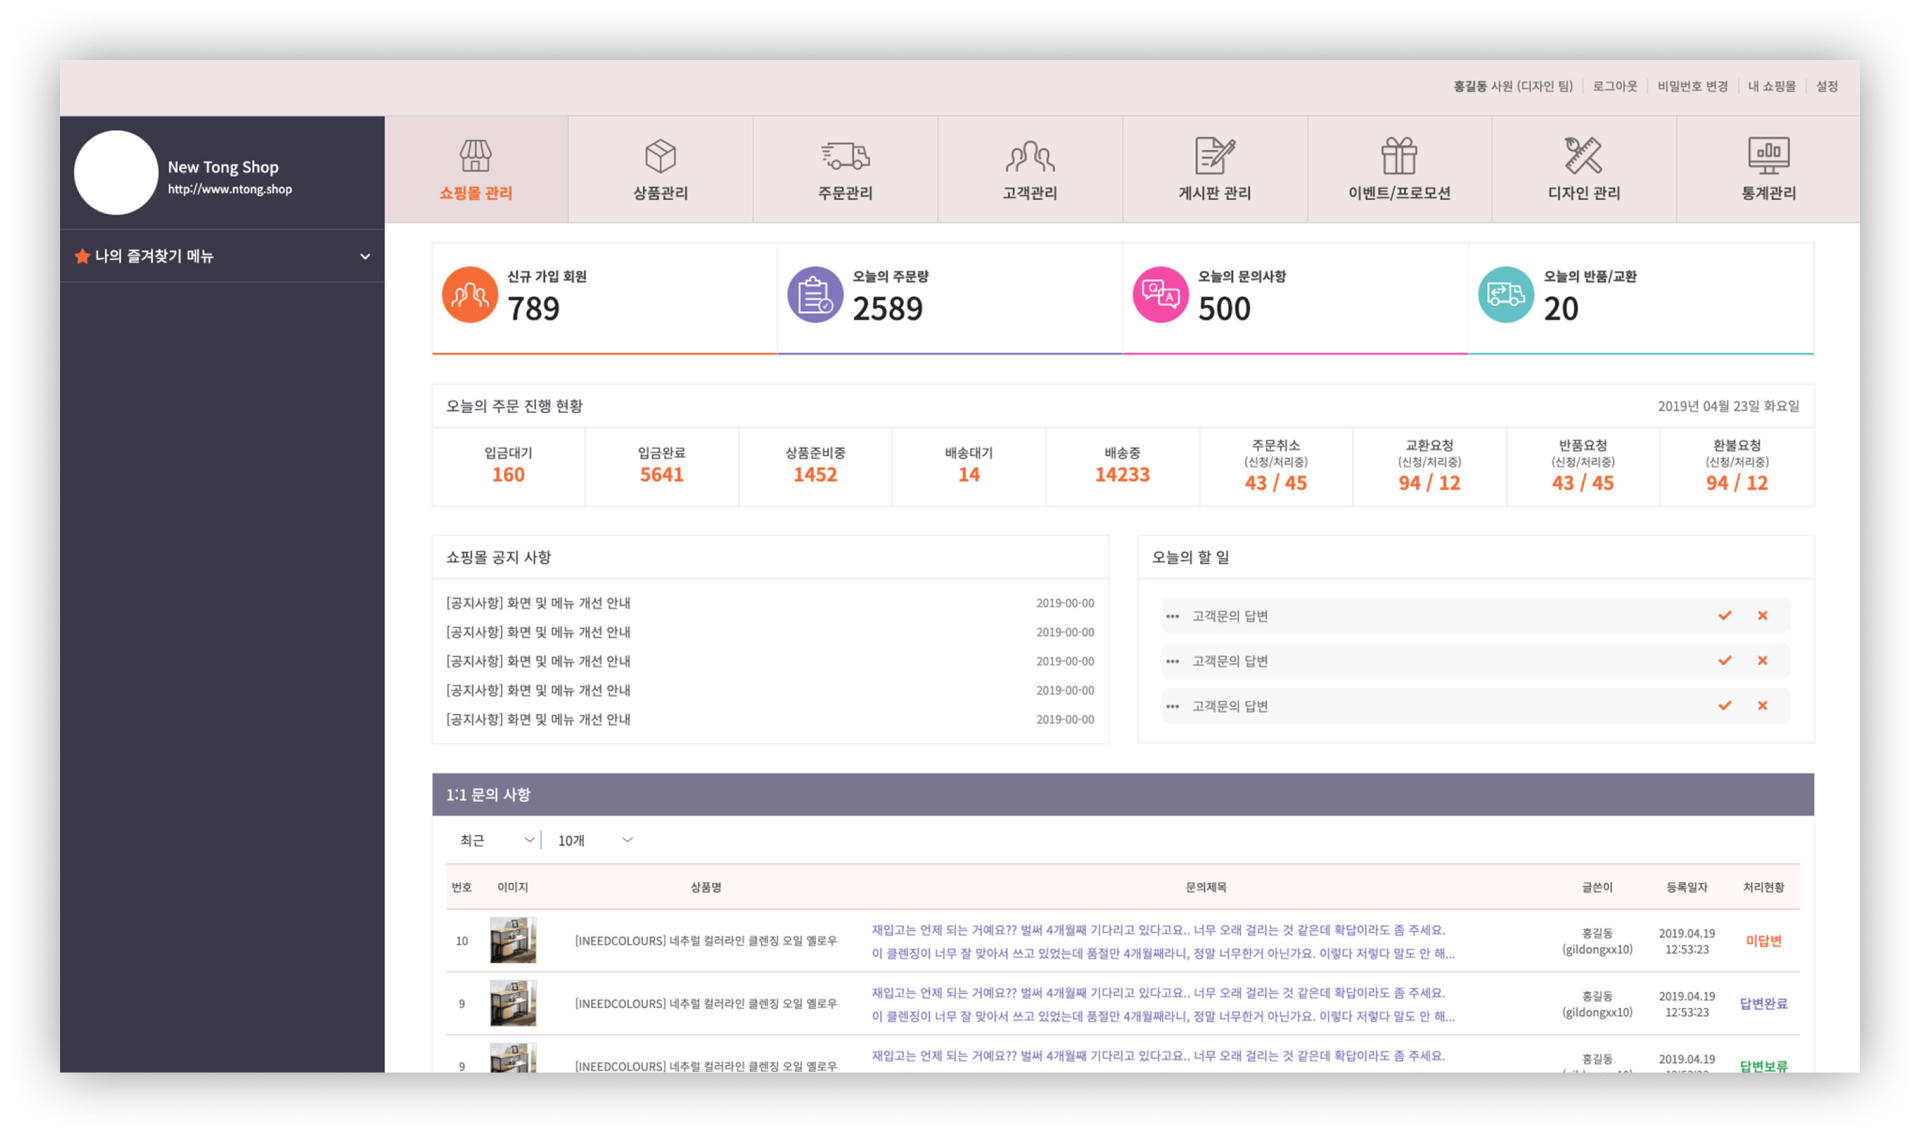 홍길동 사원 (디자인 팀) 로그아웃 비밀번호 변경 내 쇼핑몰 설정
New Tong Shop
http://www.ntong.shop
나의 즐겨찾기 메뉴
쇼핑몰 관리 상품관리 주문관리 고객관리 게시판 관리 이벤트/프로모션 디자인 관리 통계관리
신규 가입 회원
789
오늘의 주문량
2589
오늘의 문의사항
500
오늘의 반품/교환
20
오늘의 주문 진행 현황 2019년 04월 23일 화요일
입금대기
160
입금완료
5641
상품준비중
1452
배송대기
14
배송중
14233
주문취소
(신청/처리중)
43 / 45
교환요청
(신청/처리중)
94 / 12
반품요청
(신청/처리중)
43 / 45
환불요청
(신청/처리중)
94 / 12
쇼핑몰 공지 사항
[공지사항] 화면 및 메뉴 개선 안내 2019-00-00
[공지사항] 화면 및 메뉴 개선 안내 2019-00-00
[공지사항] 화면 및 메뉴 개선 안내 2019-00-00
[공지사항] 화면 및 메뉴 개선 안내 2019-00-00
[공지사항] 화면 및 메뉴 개선 안내 2019-00-00
오늘의 할 일
고객문의 답변
고객문의 답변
고객문의 답변
1:1 문의 사항
최근 10개
번호 이미지 상품명 문의제목 글쓴이 등록일자 처리현황
10 [INEEDCOLOURS] 네추럴 컬러라인 클렌징 오일 옐로우
재입고는 언제 되는 거예요?? 벌써 4개월째 기다리고 있다고요.. 너무 오래 걸리는 것 같은데 확답이라도 좀 주세요.
이 클렌징이 너무 잘 맞아서 쓰고 있었는데 품절만 4개월째라니, 정말 너무한거 아닌가요. 이렇다 저렇다 말도 안 해...
홍길동
(gildongxx10)
2019.04.19
12:53:23
미답변
9 [INEEDCOLOURS] 네추럴 컬러라인 클렌징 오일 옐로우
재입고는 언제 되는 거예요?? 벌써 4개월째 기다리고 있다고요.. 너무 오래 걸리는 것 같은데 확답이라도 좀 주세요.
이 클렌징이 너무 잘 맞아서 쓰고 있었는데 품절만 4개월째라니, 정말 너무한거 아닌가요. 이렇다 저렇다 말도 안 해...
홍길동
(gildongxx10)
2019.04.19
12:53:23
답변완료
9 [INEEDCOLOURS] 네추럴 컬러라인 클렌징 오일 옐로우
재입고는 언제 되는 거예요?? 벌써 4개월째 기다리고 있다고요.. 너무 오래 걸리는 것 같은데 확답이라도 좀 주세요.
홍길동
2019.04.19
답변보류